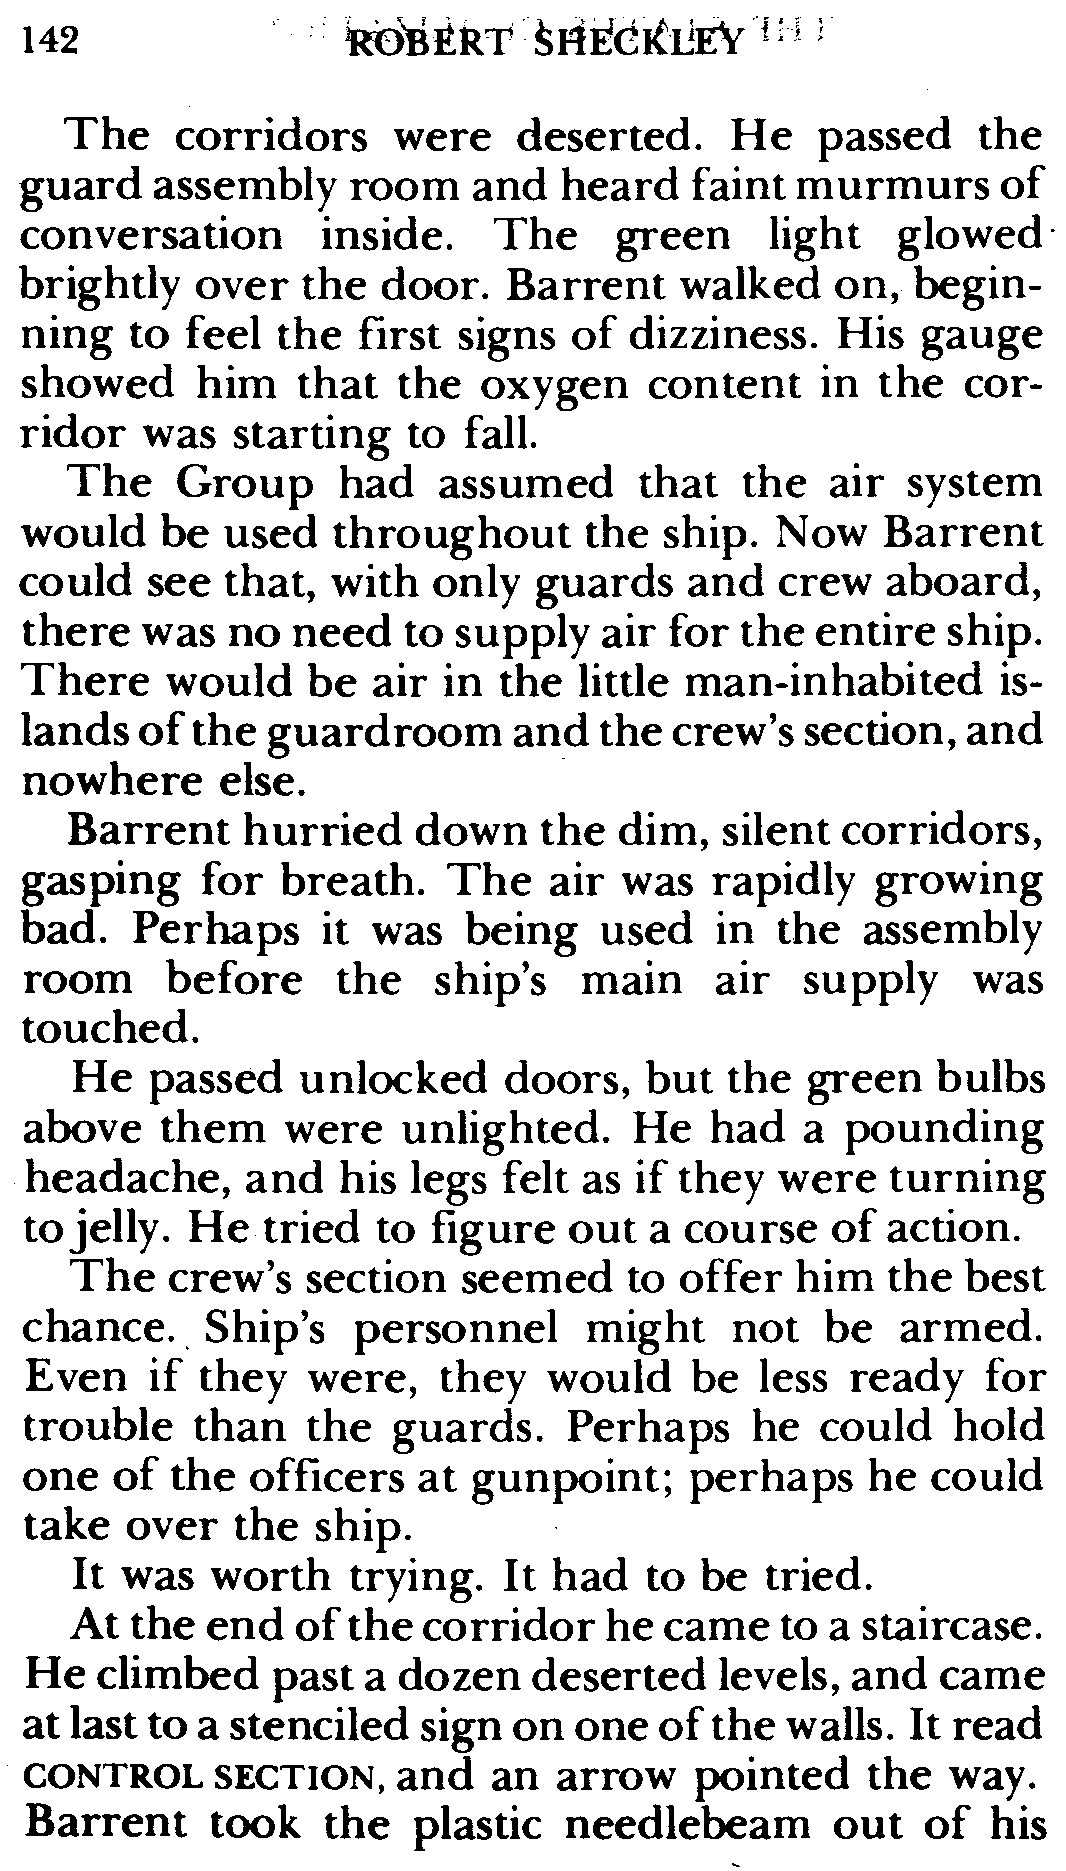 142 ROBERT SHECKLEY
The corridors were deserted. He passed the
guard assembly room and heard faint murmurs of
conversation inside. The green light glowed
brightly over the door. Barrent walked on, begin-
ning to feel the first signs of dizziness. His gauge
showed him that the oxygen content in the cor-
ridor was starting to fall.
The Group had assumed that the air system
would be used throughout the ship. Now Barrent
could see that, with only guards and crew aboard,
there was no need to supply air for the entire ship.
There would be air in the little man-inhabited is-
lands of the guardroom and the crew's section, and
nowhere else.
Barrent hurried down the dim, silent corridors,
gasping for breath. The air was rapidly growing
bad. Perhaps it was being used in the assembly
room before the ship's main air supply was
touched.
He passed unlocked doors, but the green bulbs
above them were unlighted. He had a pounding
headache, and his legs felt as if they were turning
to jelly. He tried to figure out a course of action.
The crew's section seemed to offer him the best
chance. Ship's personnel might not be armed.
Even if they were, they would be less ready for
trouble than the guards. Perhaps he could hold
one of the officers at gunpoint; perhaps he could
take over the ship.
It was worth trying. It had to be tried.
At the end of the corridor he came to a staircase.
He climbed past a dozen deserted levels, and came
at last to a stenciled sign on one of the walls. It read
CONTROL SECTION, and an arrow pointed the way.
Barrent took the plastic needlebeam out of his